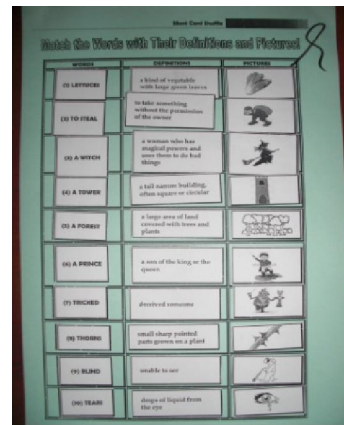 Word Card Shuffle
Match the Words with Their Definitions and Pictures!
WORDS DEFINITIONS PICTURES
(1) LETTUCES
a kind of vegetable
with large green leaves
(2) TO STEAL
to take something
without the permission
of the owner
(3) A WITCH
a woman who has
magical powers and
uses them to do bad
things
(4) A TOWER
a tall narrow building,
often square or circular
(5) A FOREST
a large area of land
covered with trees and
plants
(6) A PRINCE
a son of the king or the
queen
(7) TRICKED
deceived someone
(8) THORNS
small sharp pointed
parts grown on a plant
(9) BLIND
unable to see
(10) TEARS
drops of liquid from
the eye